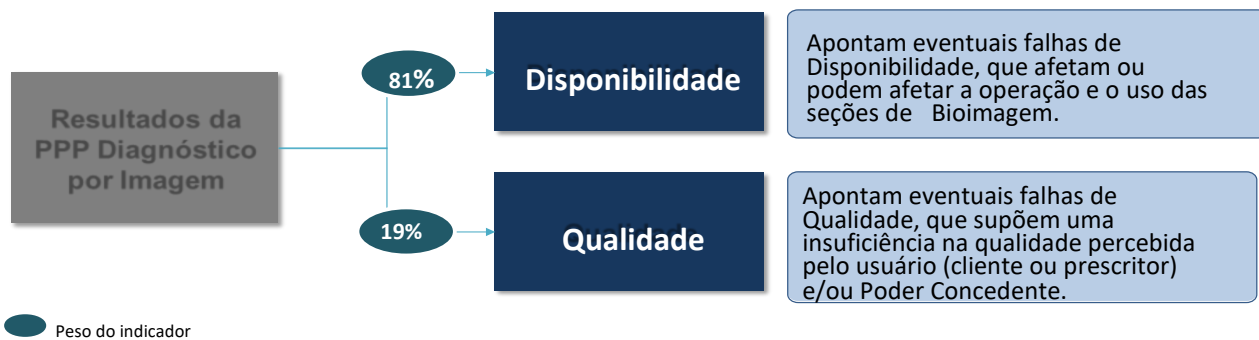 Resultados da
PPP Diagnóstico
por Imagem
81%
Disponibilidade
Apontam eventuais falhas de
Disponibilidade, que afetam ou
podem afetar a operação e o uso das
seções de Bioimagem.
19%
Qualidade
Apontam eventuais falhas de
Qualidade, que supõem uma
insuficiência na qualidade percebida
pelo usuário (cliente ou prescritor)
e/ou Poder Concedente.
Peso do indicador